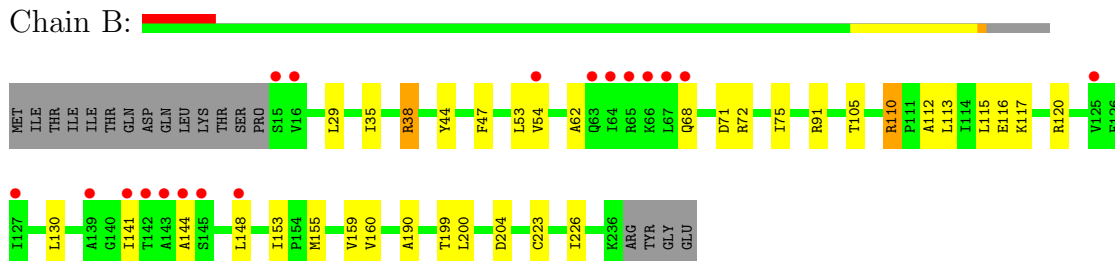 Chain B:
MET ILE THR ILE ILE THR GLN ASP GLN LEU LYS THR SER PRO S15 V16 L29 I35 R38 Y44 F47 L53 V54 A62 Q63 I64 R65 K66 L67 Q68 D71 R72 I75 R91 T105 R110 P111 A112 L113 I114 L115 E116 K117 R120 V125 E126
I127 L130 A139 G140 I141 T142 A143 A144 S145 L148 I153 P154 M155 V159 V160 A190 T199 L200 D204 C223 I226 K236 ARG TYR GLY GLU